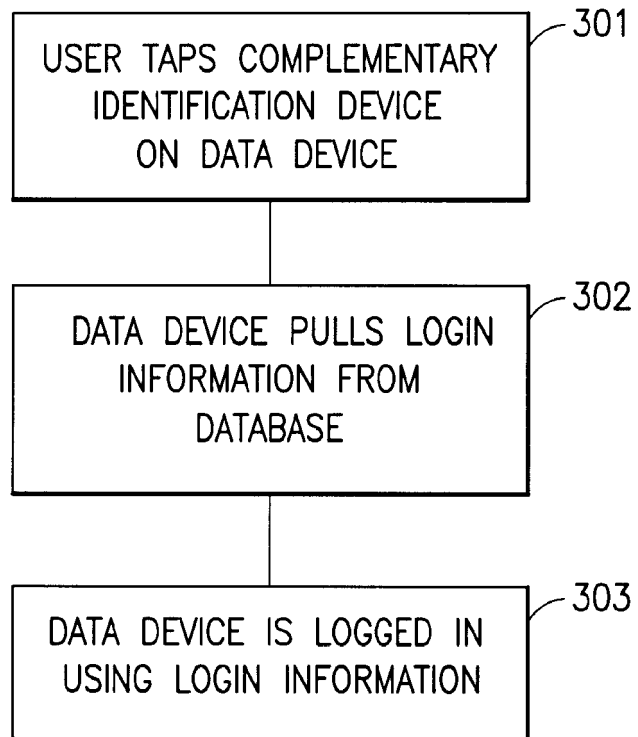 301
USER TAPS COMPLEMENTARY
IDENTIFICATION DEVICE
ON DATA DEVICE
302
DATA DEVICE PULLS LOGIN
INFORMATION FROM
DATABASE
303
DATA DEVICE IS LOGGED IN
USING LOGIN INFORMATION